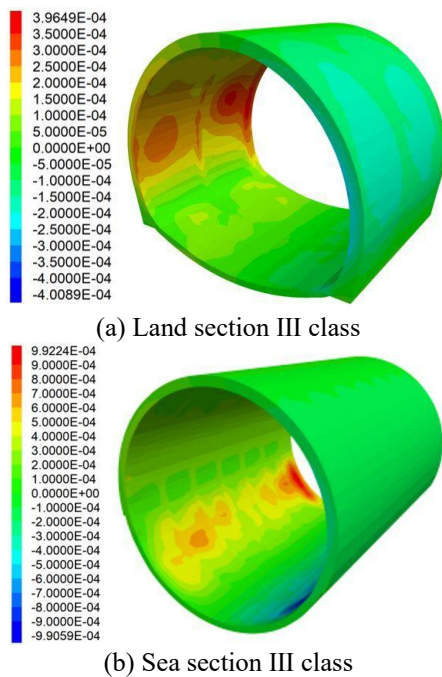 3.9649E-04
3.5000E-04
3.0000E-04
2.5000E-04
2.0000E-04
1.5000E-04
1.0000E-04
5.0000E-05
0.0000E+00
-5.0000E-05
-1.0000E-04
-1.5000E-04
-2.0000E-04
-2.5000E-04
-3.0000E-04
-3.5000E-04
-4.0000E-04
-4.0089E-04
(a) Land section III class
9.9224E-04
9.0000E-04
8.0000E-04
7.0000E-04
6.0000E-04
5.0000E-04
4.0000E-04
3.0000E-04
2.0000E-04
1.0000E-04
0.0000E+00
-1.0000E-04
-2.0000E-04
-3.0000E-04
-4.0000E-04
-5.0000E-04
-6.0000E-04
-7.0000E-04
-8.0000E-04
-9.0000E-04
-9.9059E-04
(b) Sea section III class